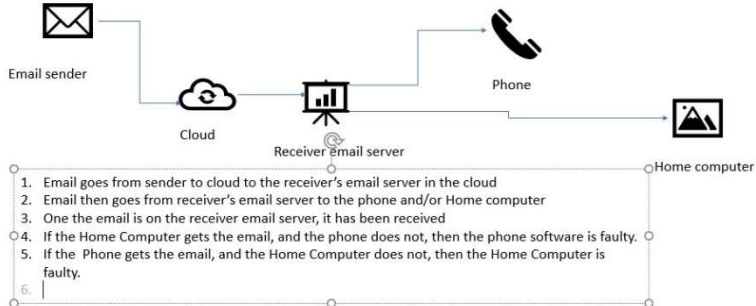 Email sender
Phone
Cloud
Receiver email server
Home computer
1. Email goes from sender to cloud to the receiver's email server in the cloud
2. Email then goes from receiver's email server to the phone and/or Home computer
3. One the email is on the receiver email server, it has been received
4. If the Home Computer gets the email, and the phone does not, then the phone software is faulty.
5. If the Phone gets the email, and the Home Computer does not, then the Home Computer is
faulty.
6.